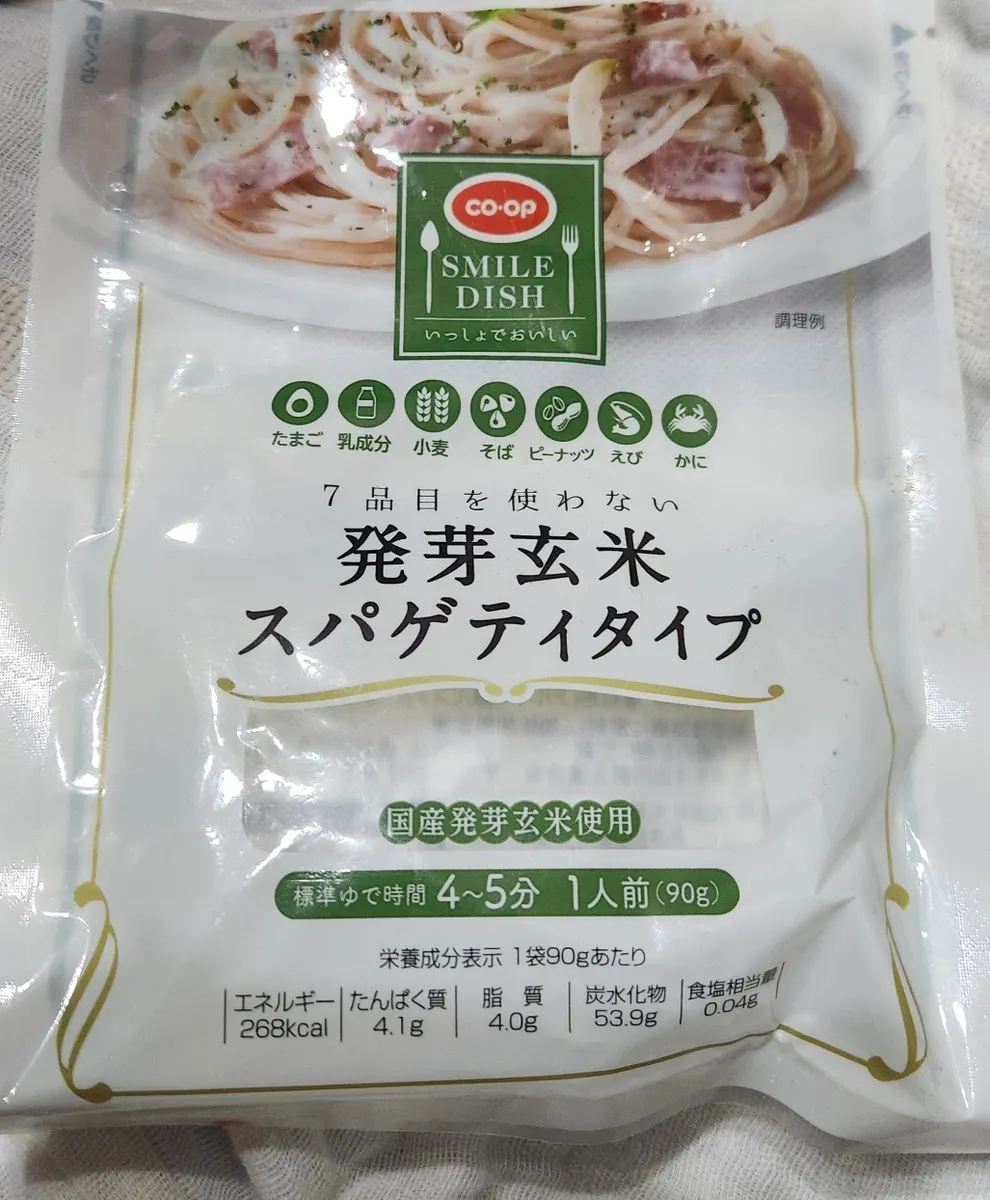 co·op
SMILE
DISH
いっしょでおいしい
調理例
たまご 乳成分 小麦 そば ピーナッツ えび かに
7品目を使わない
発芽玄米
スパゲティタイプ
国産発芽玄米使用
標準ゆで時間 4~5分 1人前(90g)
栄養成分表示 1袋90gあたり
エネルギー たんぱく質 脂質 炭水化物 食塩相当量
268kcal 4.1g 4.0g 53.9g 0.04g